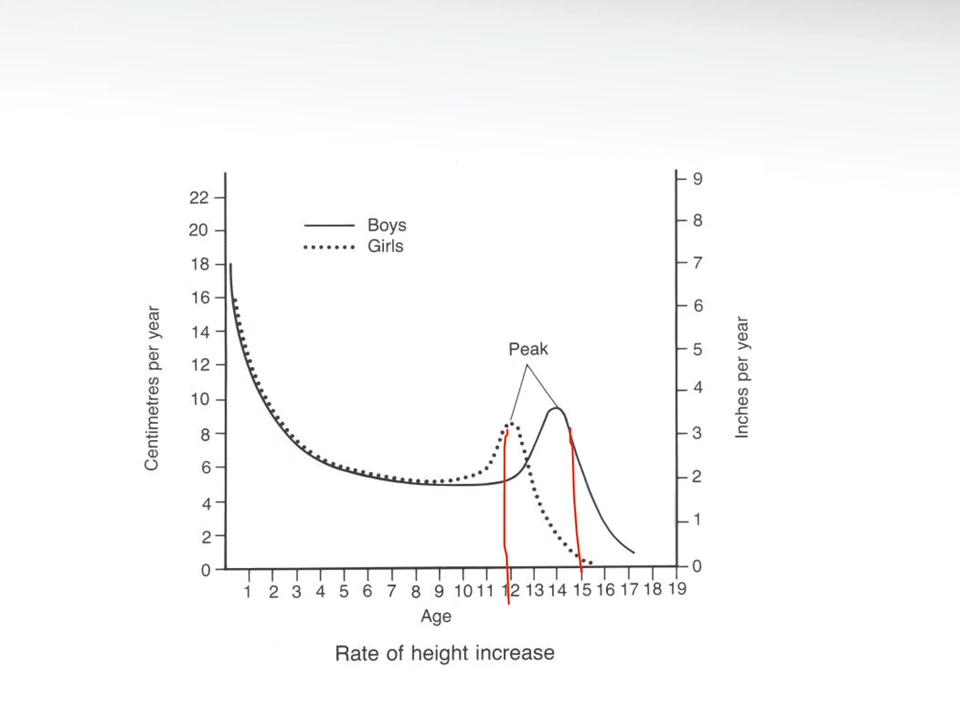 Boys
Girls
Peak
Centimetres per year
22
20
18
16
14
12
10
8
6
4
2
0
Inches per year
9
8
7
6
5
4
3
2
1
0
1 2 3 4 5 6 7 8 9 10 11 12 13 14 15 16 17 18 19
Age
Rate of height increase